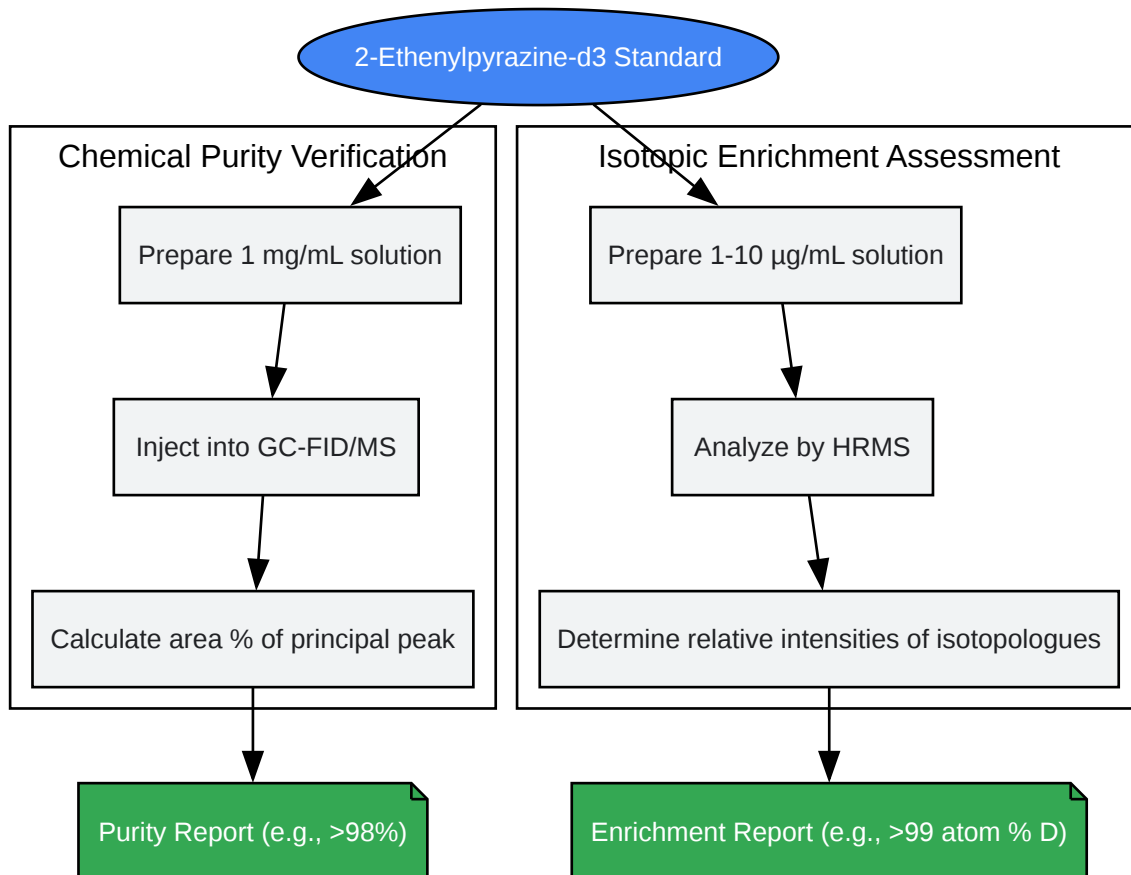 2-Ethenylpyrazine-d3 Standard
Chemical Purity Verification
Prepare 1 mg/mL solution
Inject into GC-FID/MS
Calculate area % of principal peak
Purity Report (e.g., >98%)
Isotopic Enrichment Assessment
Prepare 1-10 µg/mL solution
Analyze by HRMS
Determine relative intensities of isotopologues
Enrichment Report (e.g., >99 atom % D)